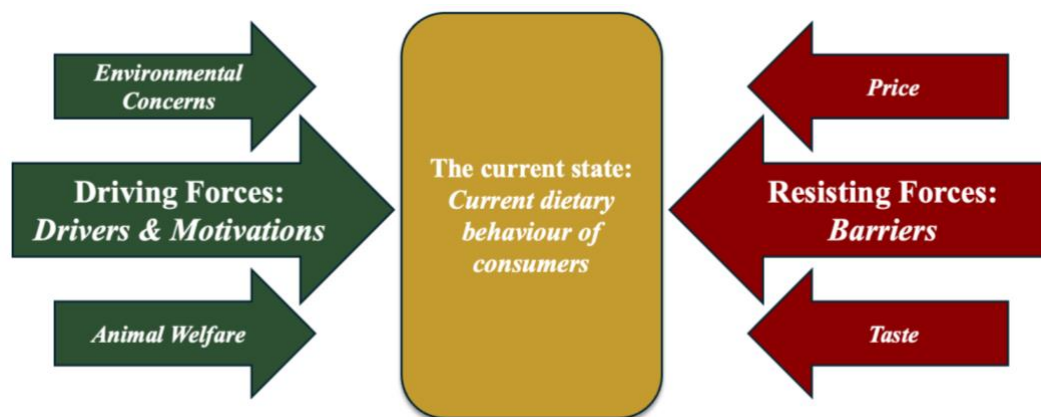 Environmental
Concerns
Driving Forces:
Drivers & Motivations
Animal Welfare
The current state:
Current dietary
behaviour of
consumers
Price
Resisting Forces:
Barriers
Taste